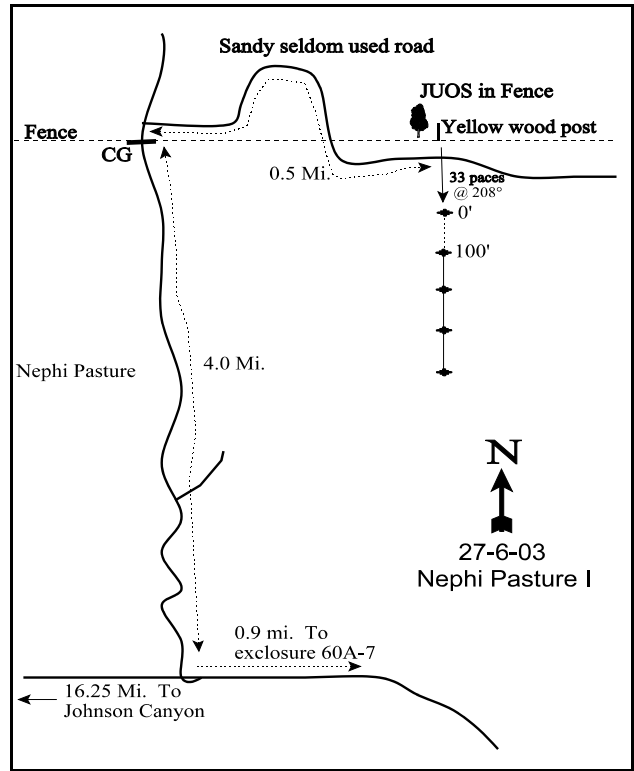 Sandy seldom used road
JUOS in Fence
Yellow wood post
Fence
CG
0.5 Mi.
33 paces
@ 208°
0'
100'
4.0 Mi.
Nephi Pasture
N
27-6-03
Nephi Pasture I
0.9 mi. To
exclosure 60A-7
16.25 Mi. To
Johnson Canyon